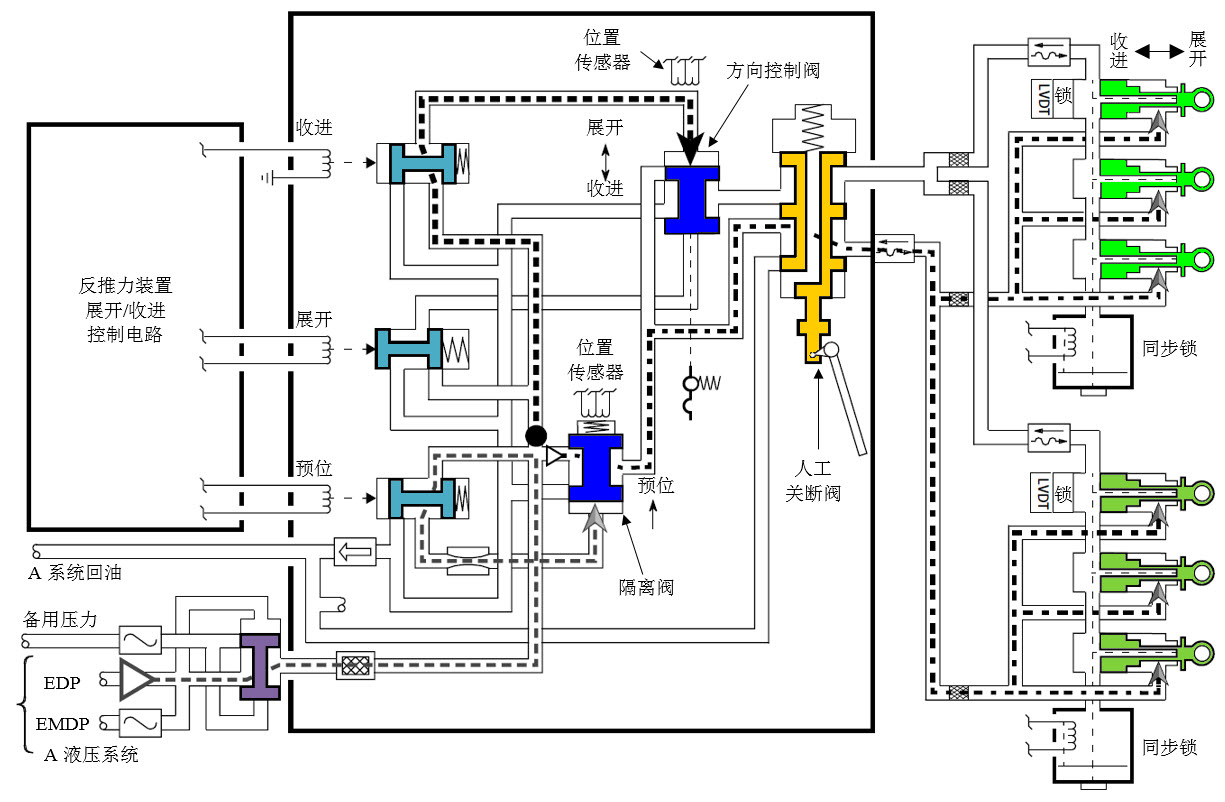 位置
传感器
方向控制阀
收
进
展
开
LVDT
锁
收进
展开
收进
反推力装置
展开/收进
控制电路
展开
位置
传感器
同步锁
预位
人工
关断阀
预位
LVDT
锁
隔离阀
A 系统回油
备用压力
EDP
EMDP
A 液压系统
同步锁